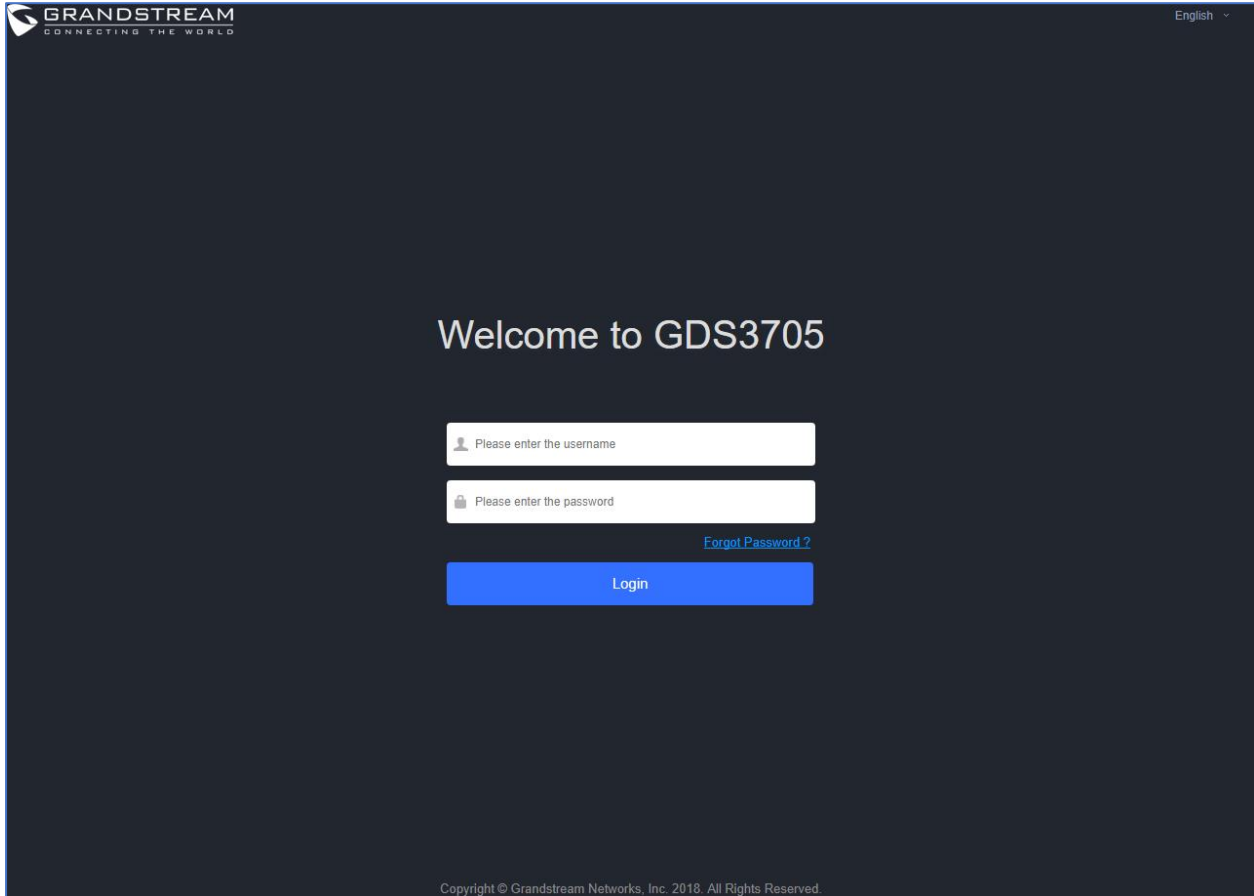 GRANDSTREAM
CONNECTING THE WORLD
English
Welcome to GDS3705
Please enter the username
Please enter the password
Forgot Password ?
Login
Copyright © Grandstream Networks, Inc. 2018. All Rights Reserved.